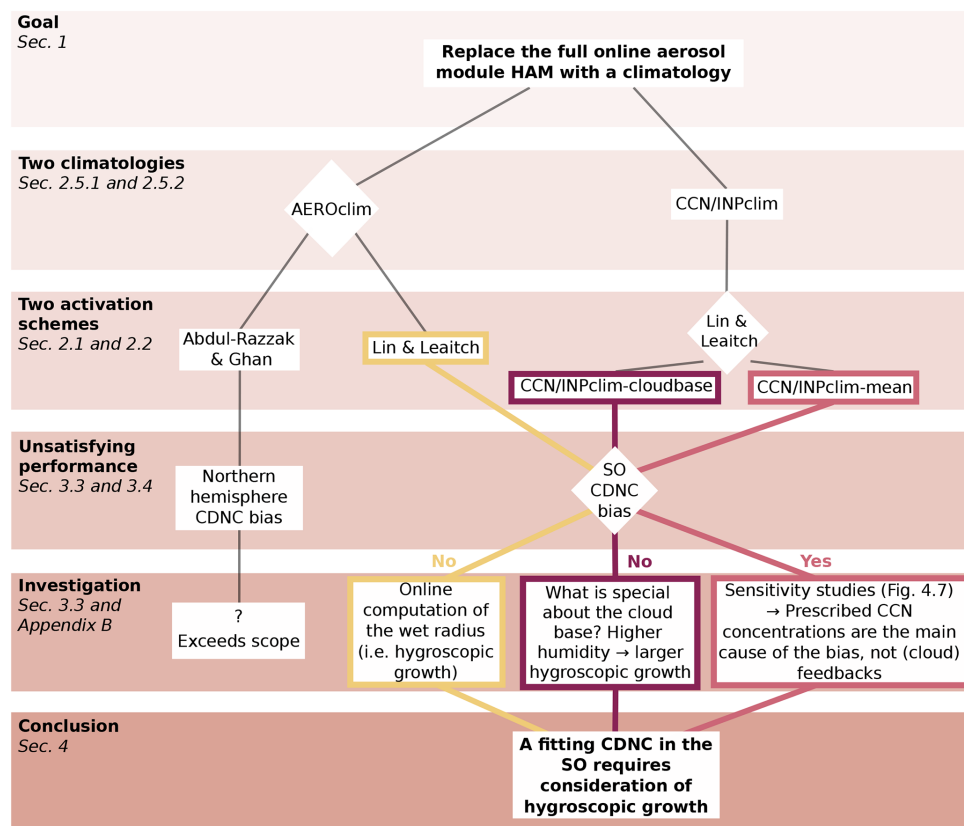 Goal
Sec. 1
Replace the full online aerosol
module HAM with a climatology
Two climatologies
Sec. 2.5.1 and 2.5.2
AEROclim
CCN/INPclim
Two activation
schemes
Sec. 2.1 and 2.2
Abdul-Razzak
& Ghan
Lin & Leaitch
Lin &
Leaitch
CCN/INPclim-cloudbase
CCN/INPclim-mean
Unsatisfying
performance
Sec. 3.3 and 3.4
Northern
hemisphere
CDNC bias
SO
CDNC
bias
No
No
Yes
Investigation
Sec. 3.3 and
Appendix B
?
Exceeds scope
Online
computation of
the wet radius
(i.e. hygroscopic
growth)
What is special
about the cloud
base? Higher
humidity → larger
hygroscopic growth
Sensitivity studies (Fig. 4.7)
→ Prescribed CCN
concentrations are the main
cause of the bias, not (cloud)
feedbacks
Conclusion
Sec. 4
A fitting CDNC in the
SO requires
consideration of
hygroscopic growth